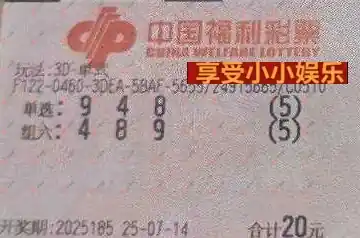 中国福利彩票
CHINA WELFARE LOTTERY
玩法:3D-单式
享受小小娱乐
单选: 9 4 8 (5)
组六: 4 8 9 (5)
开奖期:2025185 25-07-14 合计20元